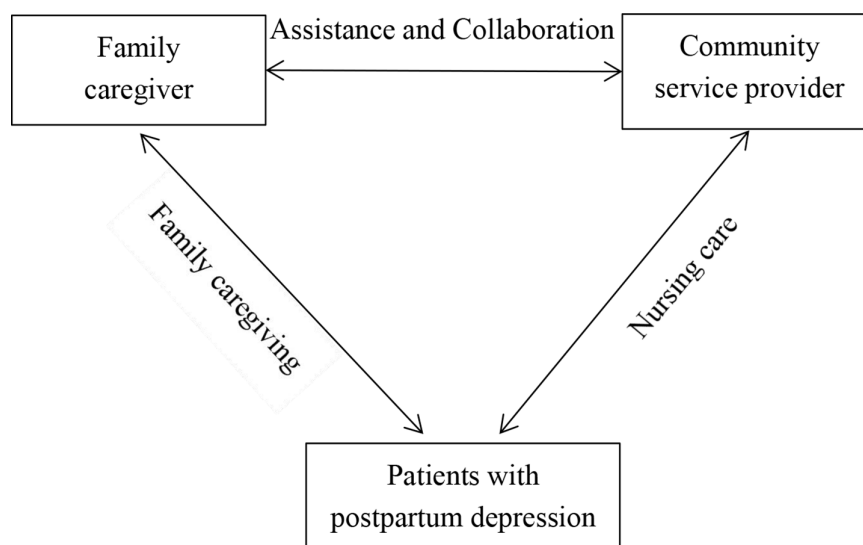 Family
caregiver
Assistance and Collaboration
Community
service provider
Family caregiving
Nursing care
Patients with
postpartum depression